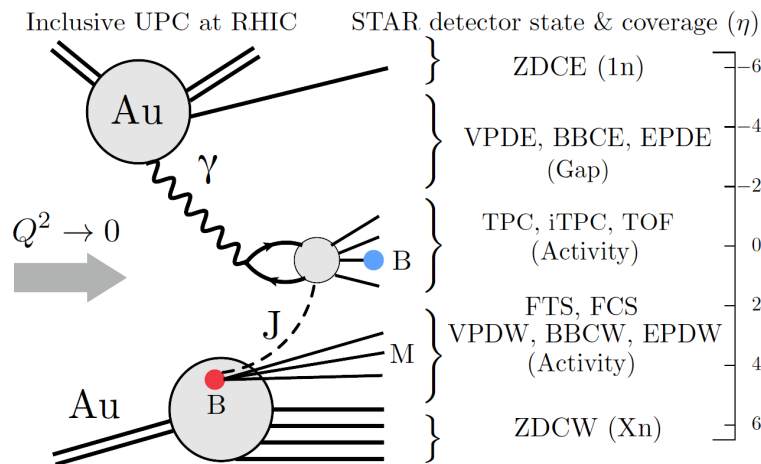 Inclusive UPC at RHIC
STAR detector state & coverage (η)
Au
γ
Q² → 0
B
J
M
B
Au
ZDCE (1n)
VPDE, BBCE, EPDE
(Gap)
TPC, iTPC, TOF
(Activity)
FTS, FCS
VPDW, BBCW, EPDW
(Activity)
ZDCW (Xn)
−6
−4
−2
0
2
4
6